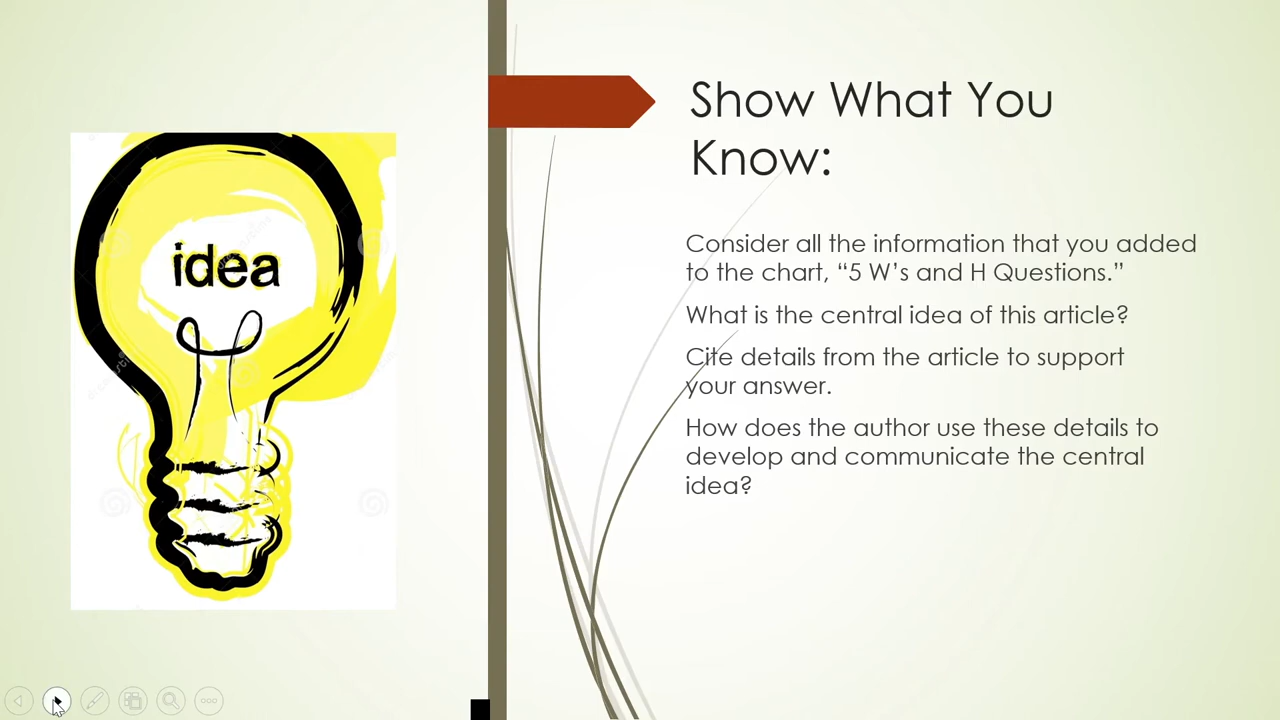 Show What You
Know:
idea
Consider all the information that you added
to the chart, “5 W’s and H Questions.”
What is the central idea of this article?
Cite details from the article to support
your answer.
How does the author use these details to
develop and communicate the central
idea?